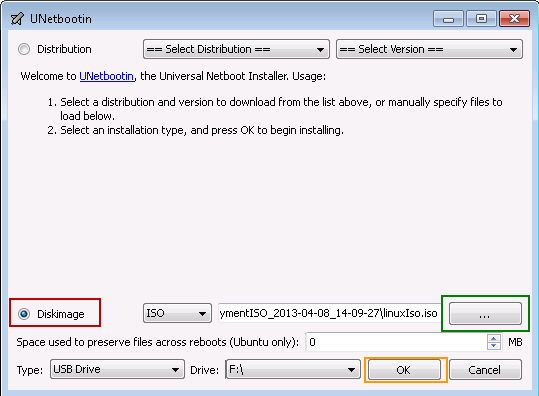 UNetbootin
Distribution == Select Distribution == == Select Version ==
Welcome to UNetbootin, the Universal Netboot Installer. Usage:
1. Select a distribution and version to download from the list above, or manually specify files to
load below.
2. Select an installation type, and press OK to begin installing.
Diskimage ISO ymentISO_2013-04-08_14-09-27\linuxIso.iso ...
Space used to preserve files across reboots (Ubuntu only): 0 MB
Type: USB Drive Drive: F:\ OK Cancel